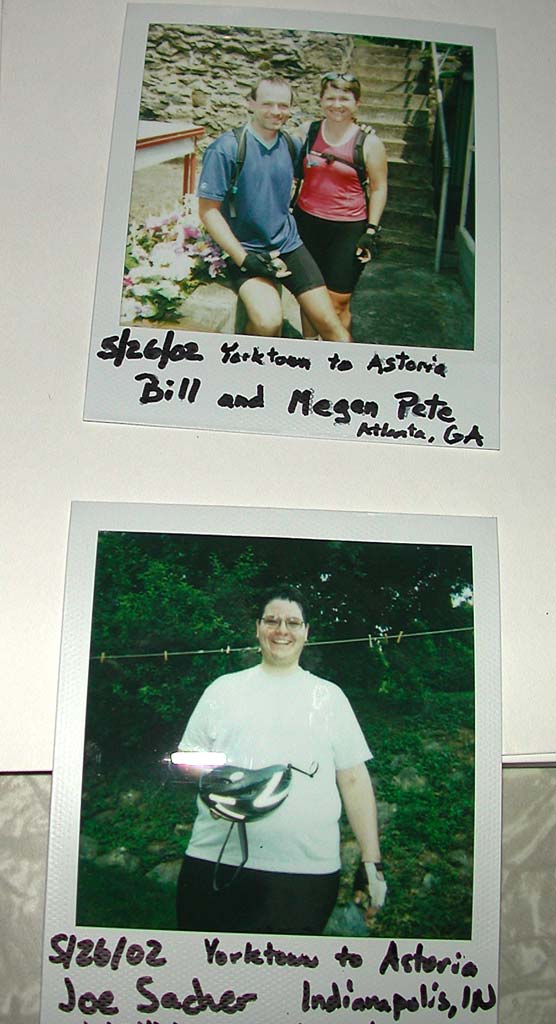 5/26/02 Yorktown to Astoria
Bill and Megan Pete
Atlanta, GA
5/26/02 Yorktown to Astoria
Joe Sacher Indianapolis, IN